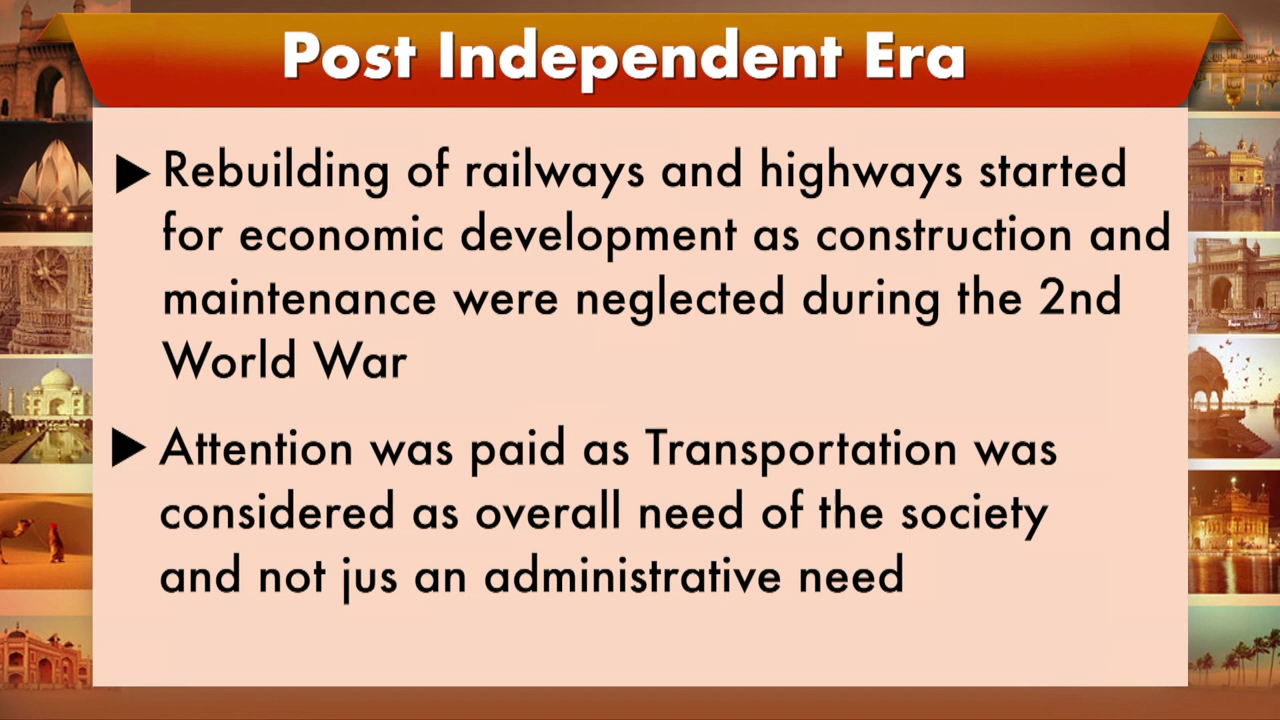 Post Independent Era
Rebuilding of railways and highways started
for economic development as construction and
maintenance were neglected during the 2nd
World War
Attention was paid as Transportation was
considered as overall need of the society
and not jus an administrative need